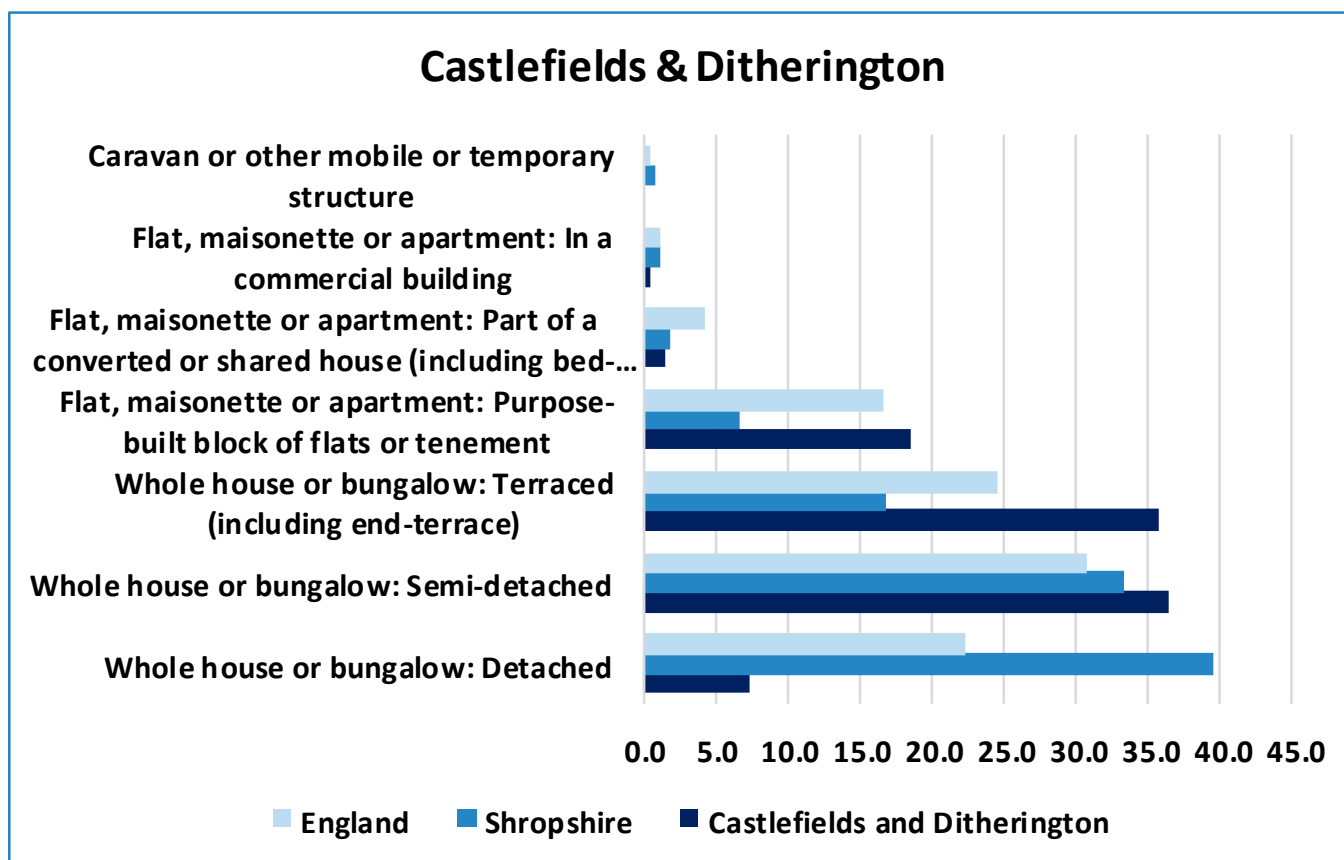 Castlefields & Ditherington
Caravan or other mobile or temporary
structure
Flat, maisonette or apartment: In a
commercial building
Flat, maisonette or apartment: Part of a
converted or shared house (including bed-...
Flat, maisonette or apartment: Purpose-
built block of flats or tenement
Whole house or bungalow: Terraced
(including end-terrace)
Whole house or bungalow: Semi-detached
Whole house or bungalow: Detached
0.0 5.0 10.0 15.0 20.0 25.0 30.0 35.0 40.0 45.0
England Shropshire Castlefields and Ditherington